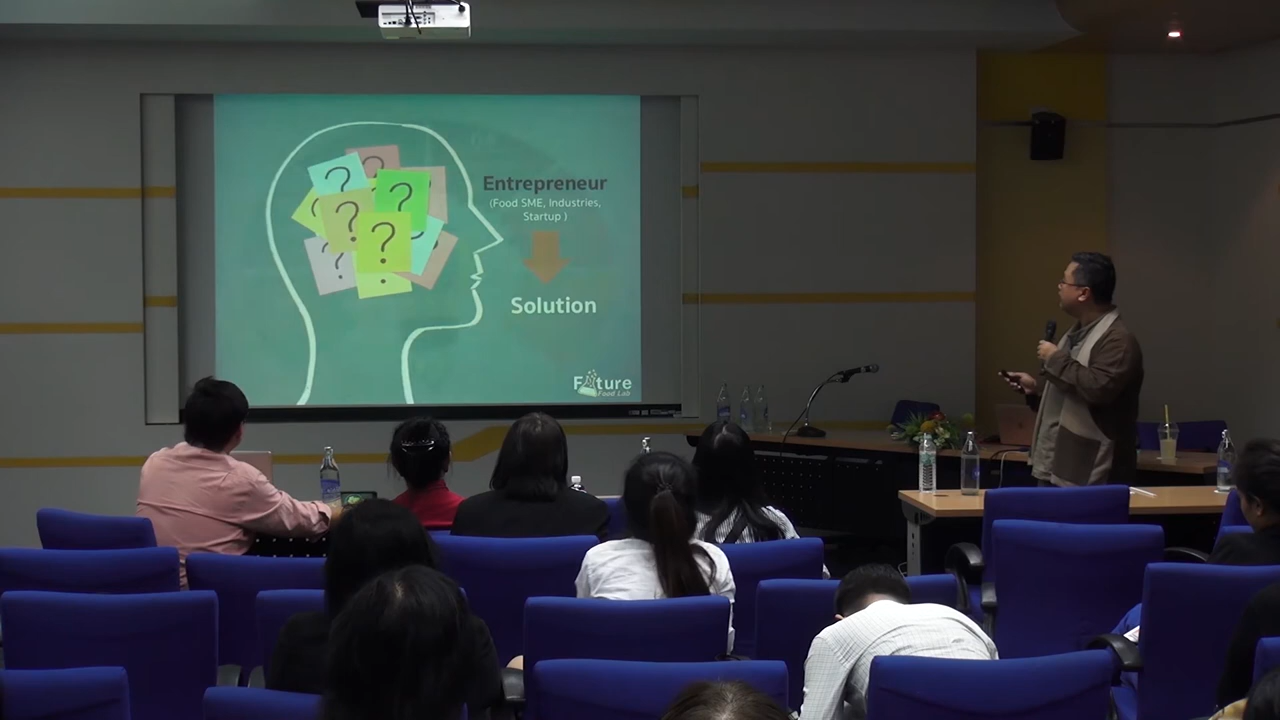 ?
?
?
?
?
?
?
?
Entrepreneur
(Food SME, Industries,
Startup )
Solution
Future
Food Lab